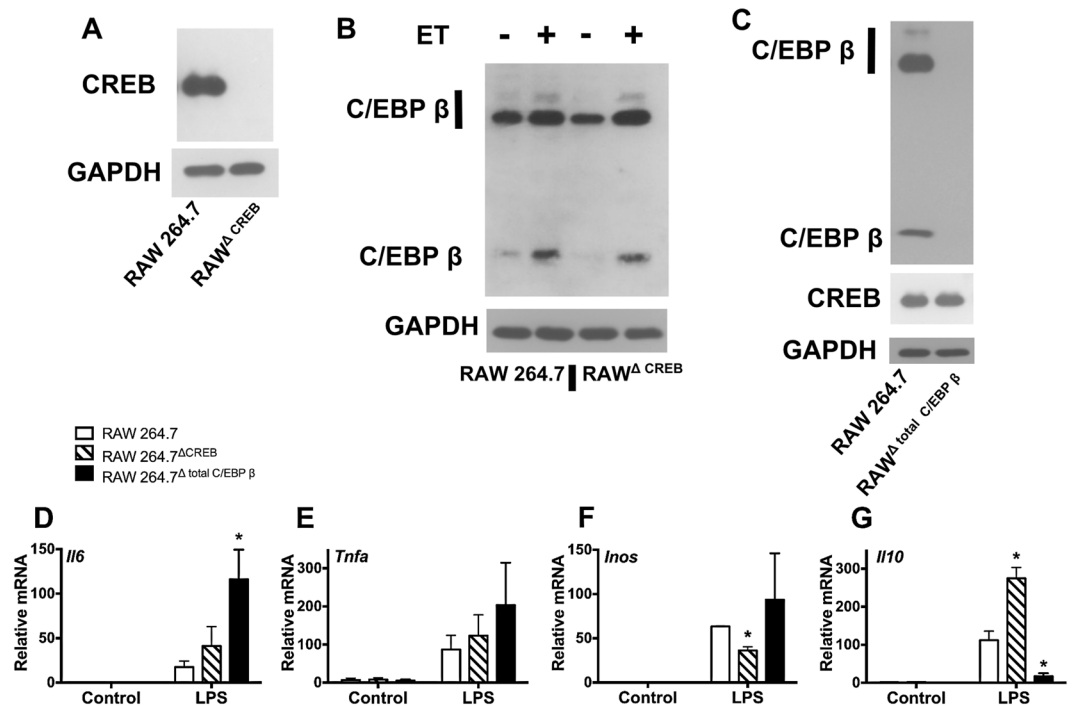 A
CREB
GAPDH
RAW 264.7
RAWΔ CREB
B
ET - + - +
C/EBP β
C/EBP β
GAPDH
RAW 264.7 RAWΔ CREB
C
C/EBP β
C/EBP β
CREB
GAPDH
RAW 264.7
RAWΔ total C/EBP β
RAW 264.7
RAW 264.7ΔCREB
RAW 264.7Δ total C/EBP β
D
Il6
Relative mRNA
150
100
50
0
*
Control LPS
E
Tnfa
Relative mRNA
300
200
100
0
Control LPS
F
Inos
Relative mRNA
150
100
50
0
*
Control LPS
G
Il10
Relative mRNA
300
200
100
0
*
*
Control LPS